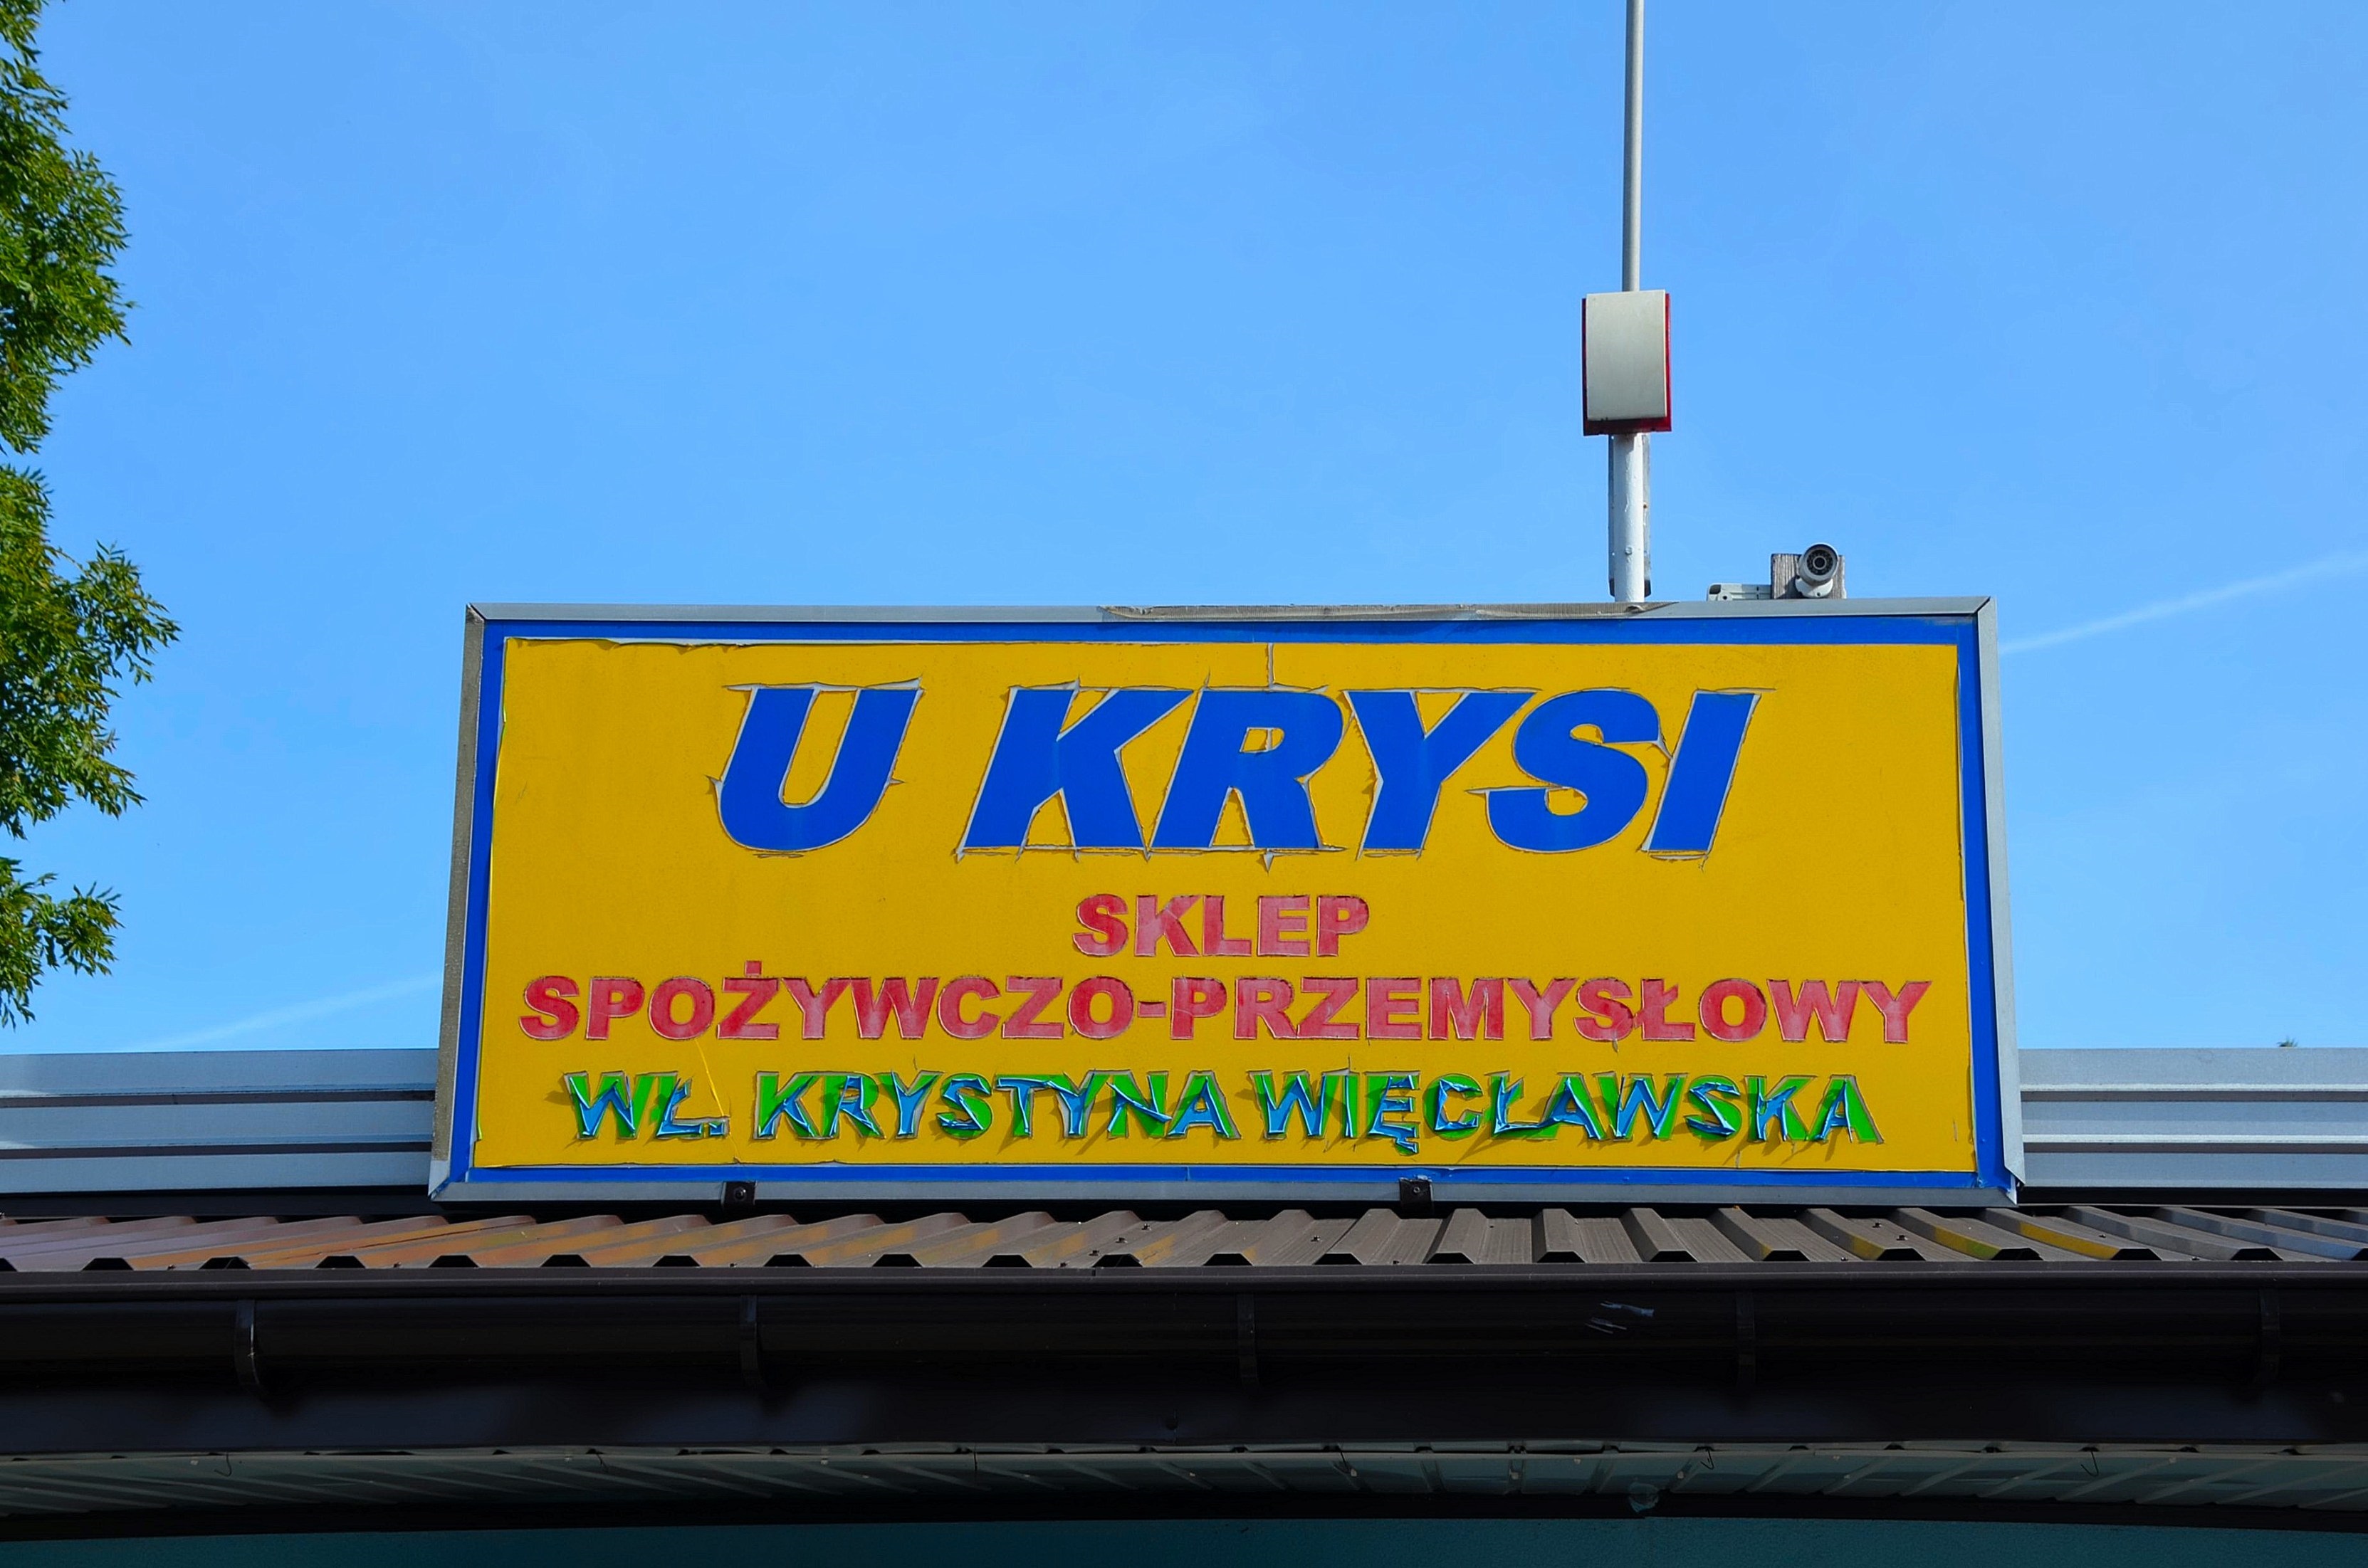 U KRYSI
SKLEP
SPOŻYWCZO-PRZEMYSŁOWY
WŁ. KRYSTYNA WIĘCŁAWSKA